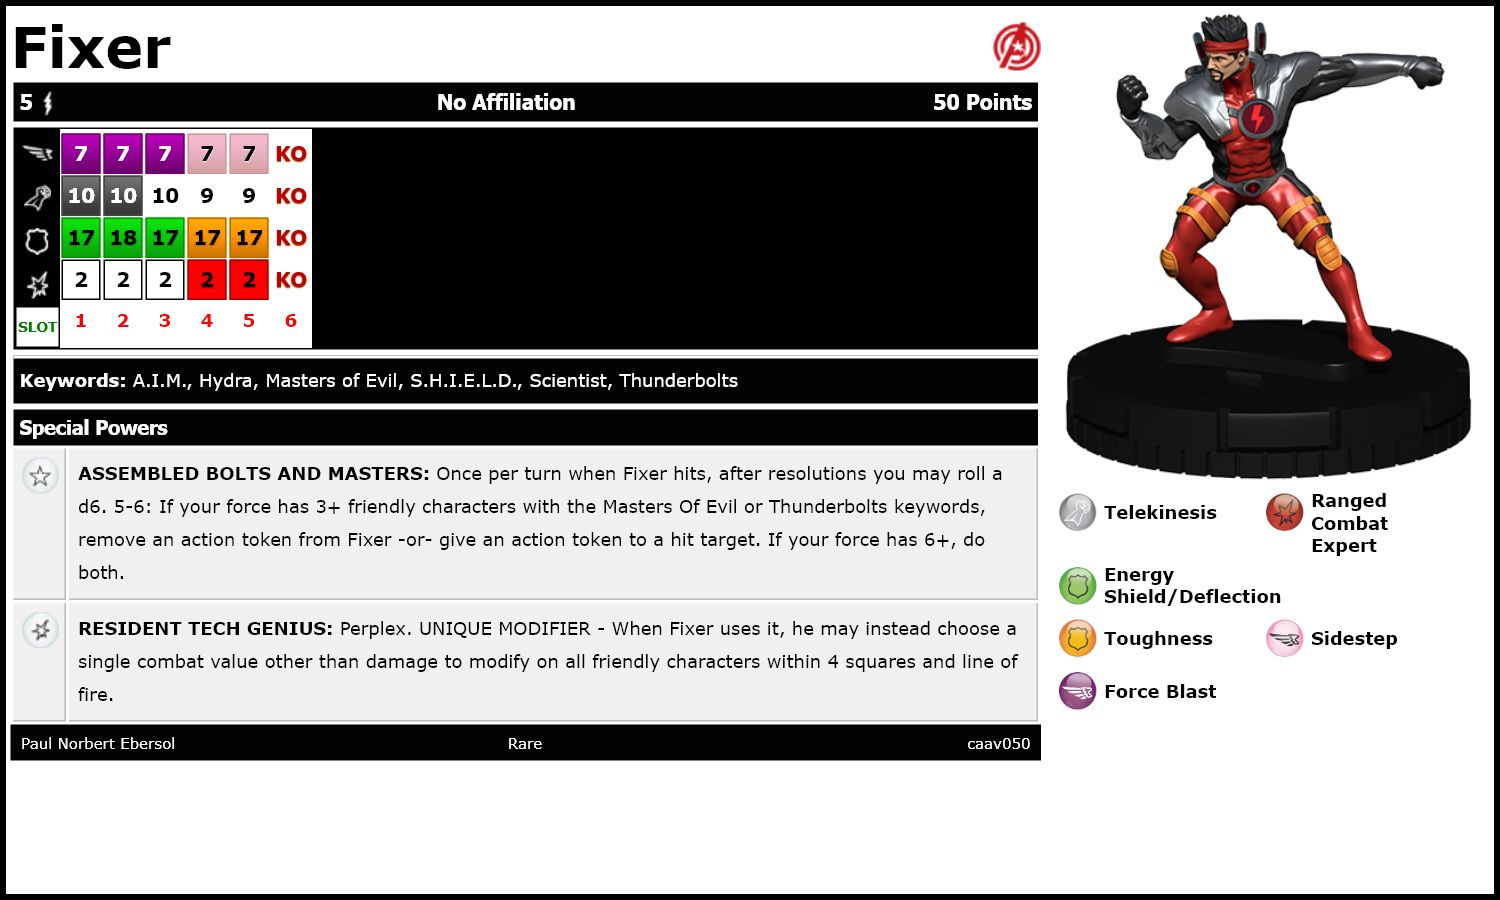 Fixer
5 No Affiliation 50 Points
7 7 7 7 7 KO
10 10 10 9 9 KO
17 18 17 17 17 KO
2 2 2 2 2 KO
SLOT 1 2 3 4 5 6
Keywords: A.I.M., Hydra, Masters of Evil, S.H.I.E.L.D., Scientist, Thunderbolts
Special Powers
ASSEMBLED BOLTS AND MASTERS: Once per turn when Fixer hits, after resolutions you may roll a
d6. 5-6: If your force has 3+ friendly characters with the Masters Of Evil or Thunderbolts keywords,
remove an action token from Fixer -or- give an action token to a hit target. If your force has 6+, do
both.
RESIDENT TECH GENIUS: Perplex. UNIQUE MODIFIER - When Fixer uses it, he may instead choose a
single combat value other than damage to modify on all friendly characters within 4 squares and line of
fire.
Paul Norbert Ebersol Rare caav050
Telekinesis
Ranged
Combat
Expert
Energy
Shield/Deflection
Toughness
Sidestep
Force Blast